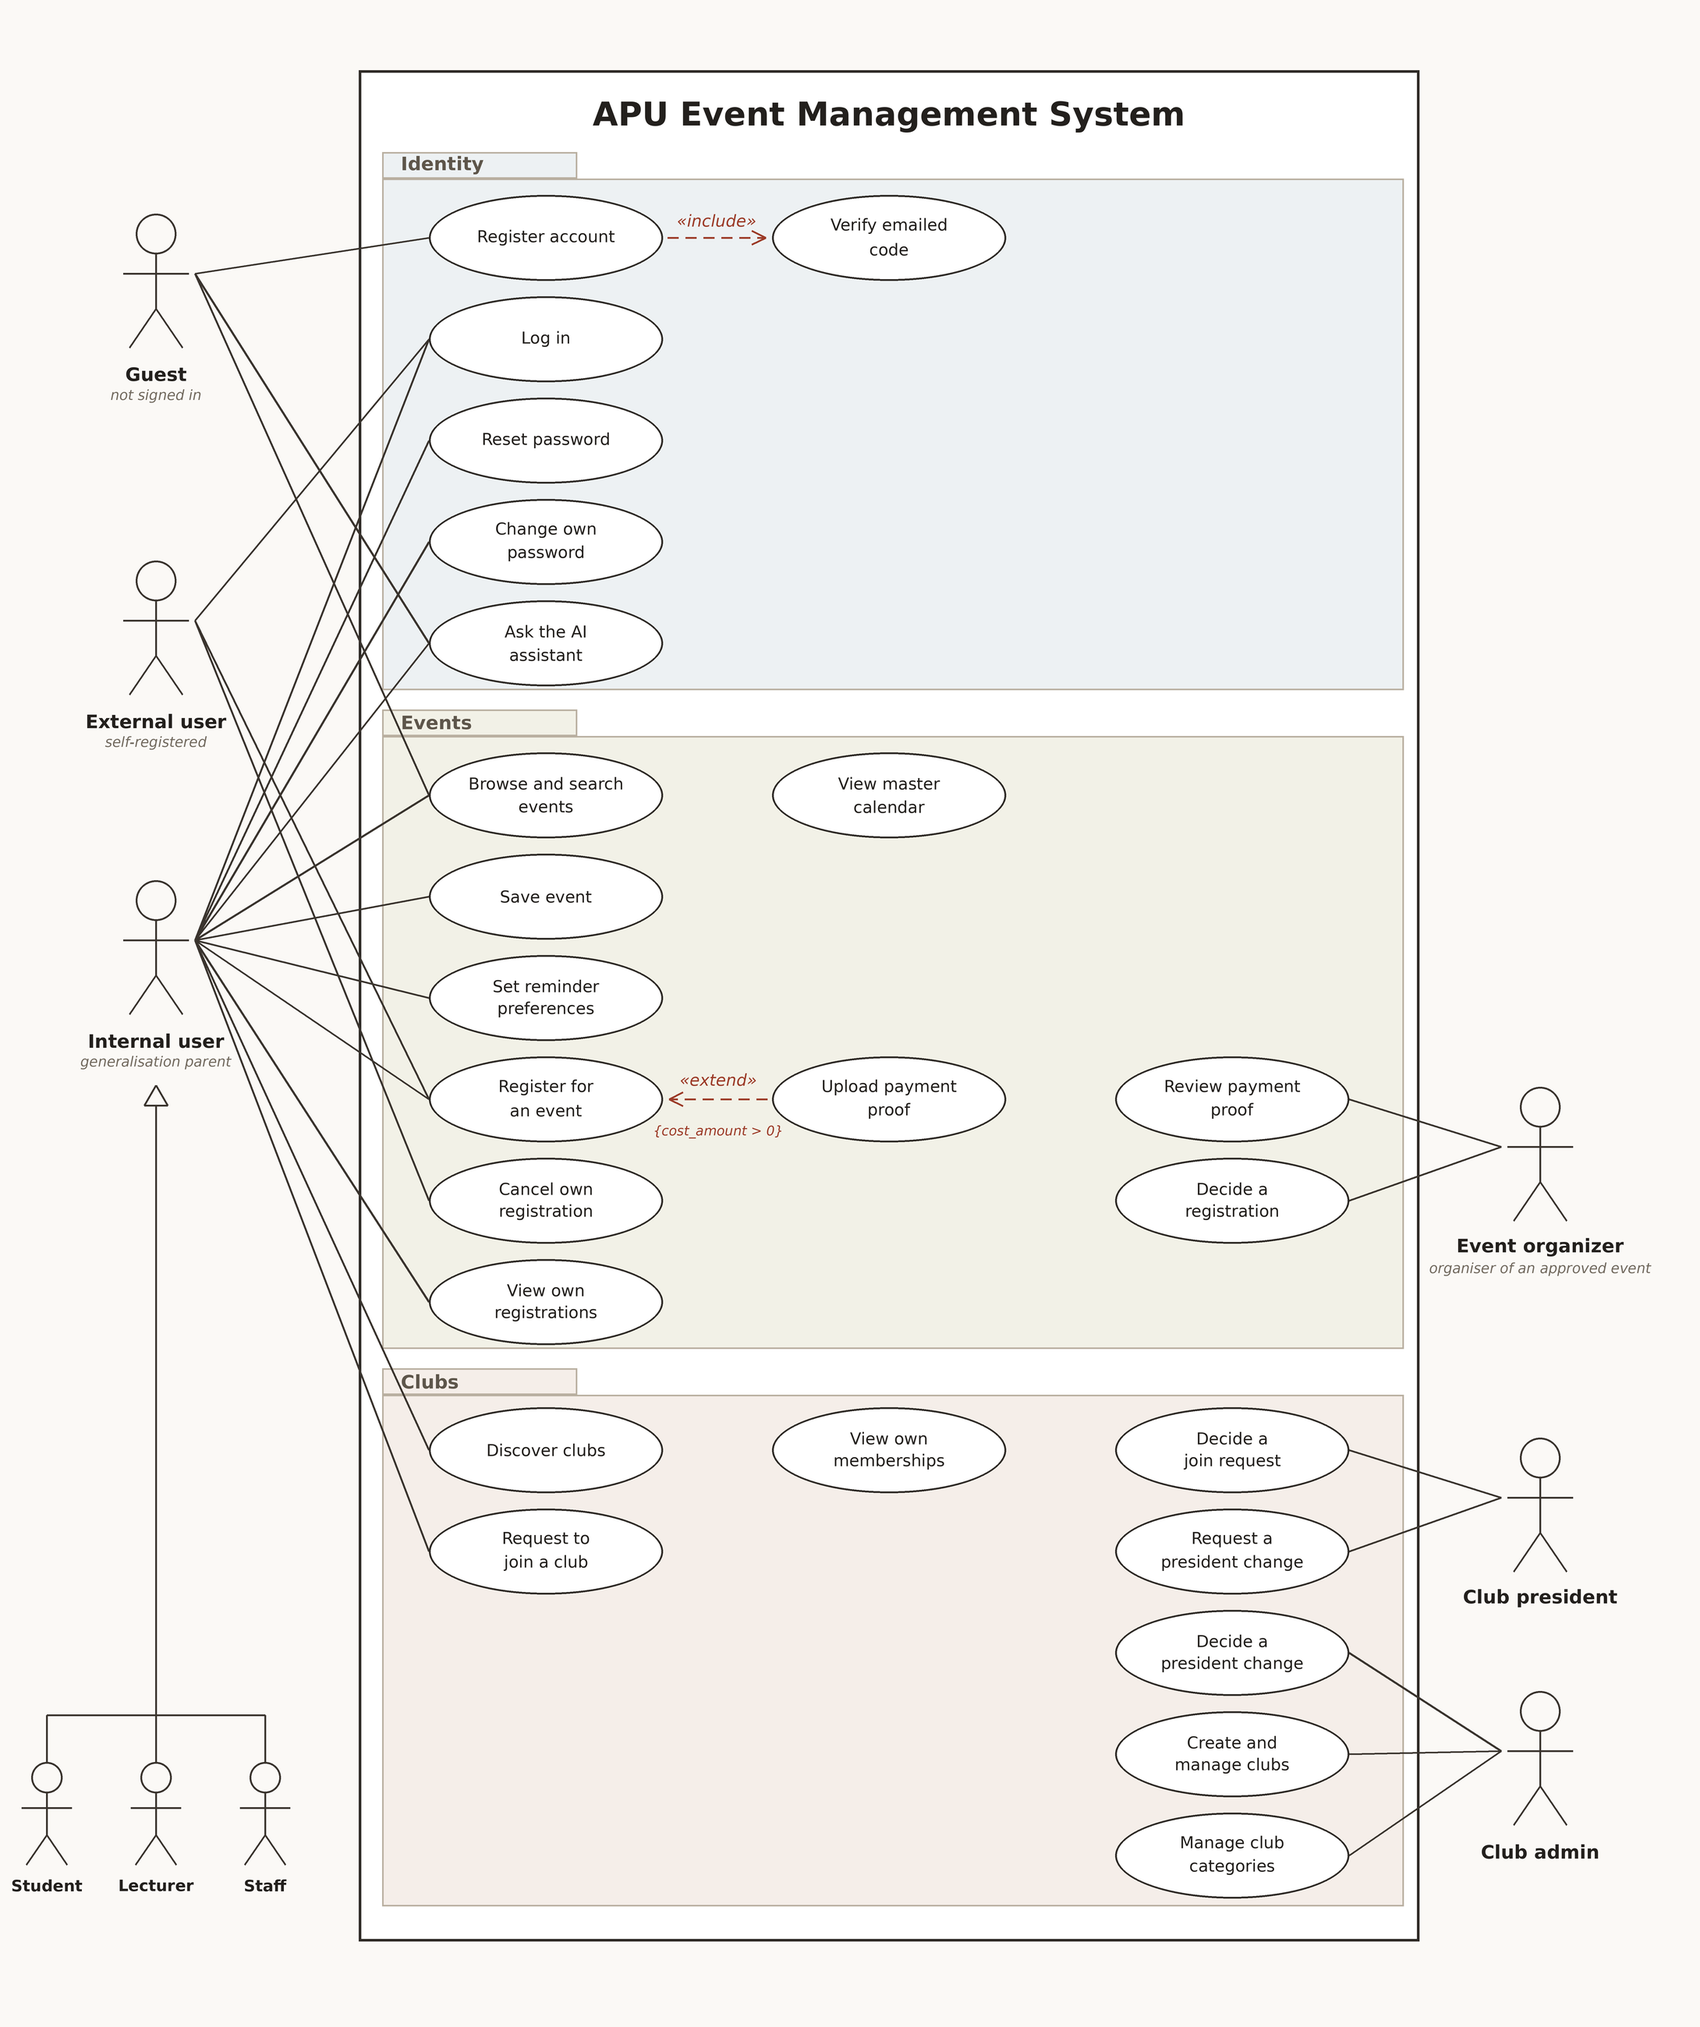 APU Event Management System
Identity
Register account
«include»
Verify emailed
code
Log in
Reset password
Change own
password
Ask the AI
assistant
Guest
not signed in
External user
self-registered
Events
Browse and search
events
View master
calendar
Save event
Set reminder
preferences
Internal user
generalisation parent
Register for
an event
«extend»
{cost_amount > 0}
Upload payment
proof
Review payment
proof
Cancel own
registration
Decide a
registration
Event organizer
organiser of an approved event
View own
registrations
Clubs
Discover clubs
View own
memberships
Decide a
join request
Request to
join a club
Request a
president change
Club president
Decide a
president change
Create and
manage clubs
Manage club
categories
Club admin
Student
Lecturer
Staff